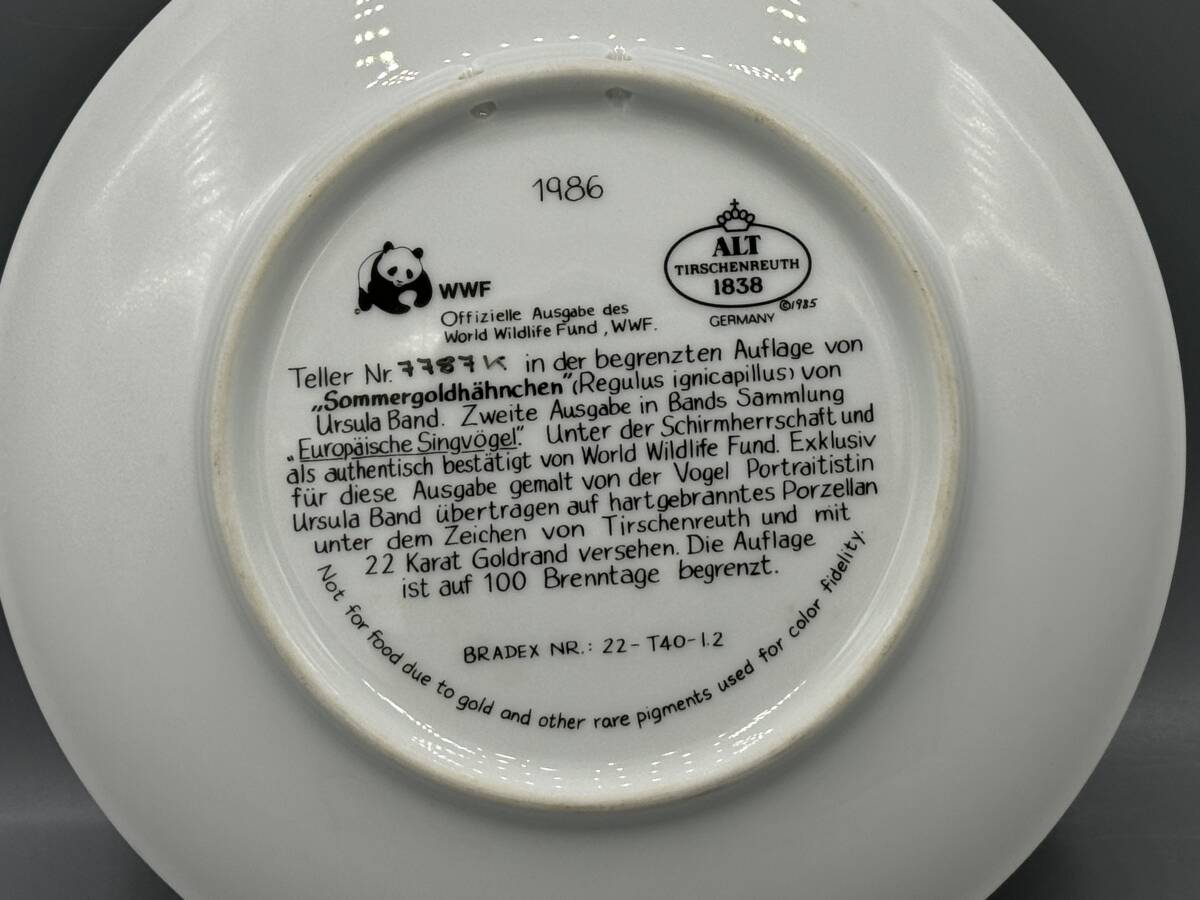 1986
WWF
Offizielle Ausgabe des
World Wildlife Fund, WWF.
ALT
TIRSCHENREUTH
1838
©1985
GERMANY
Teller Nr. 7787K in der begrenzten Auflage von
„Sommergoldhähnchen" (Regulus ignicapillus) von
Ursula Band. Zweite Ausgabe in Bands Sammlung
„Europäische Singvögel". Unter der Schirmherrschaft und
als authentisch bestätigt von World Wildlife Fund. Exklusiv
für diese Ausgabe gemalt von der Vogel Portraitistin
Ursula Band übertragen auf hartgebranntes Porzellan
unter dem Zeichen von Tirschenreuth und mit
22 Karat Goldrand versehen. Die Auflage
ist auf 100 Brenntage begrenzt.
BRADEX NR.: 22-T40-1.2
Not for food due to gold and other rare pigments used for color fidelity.